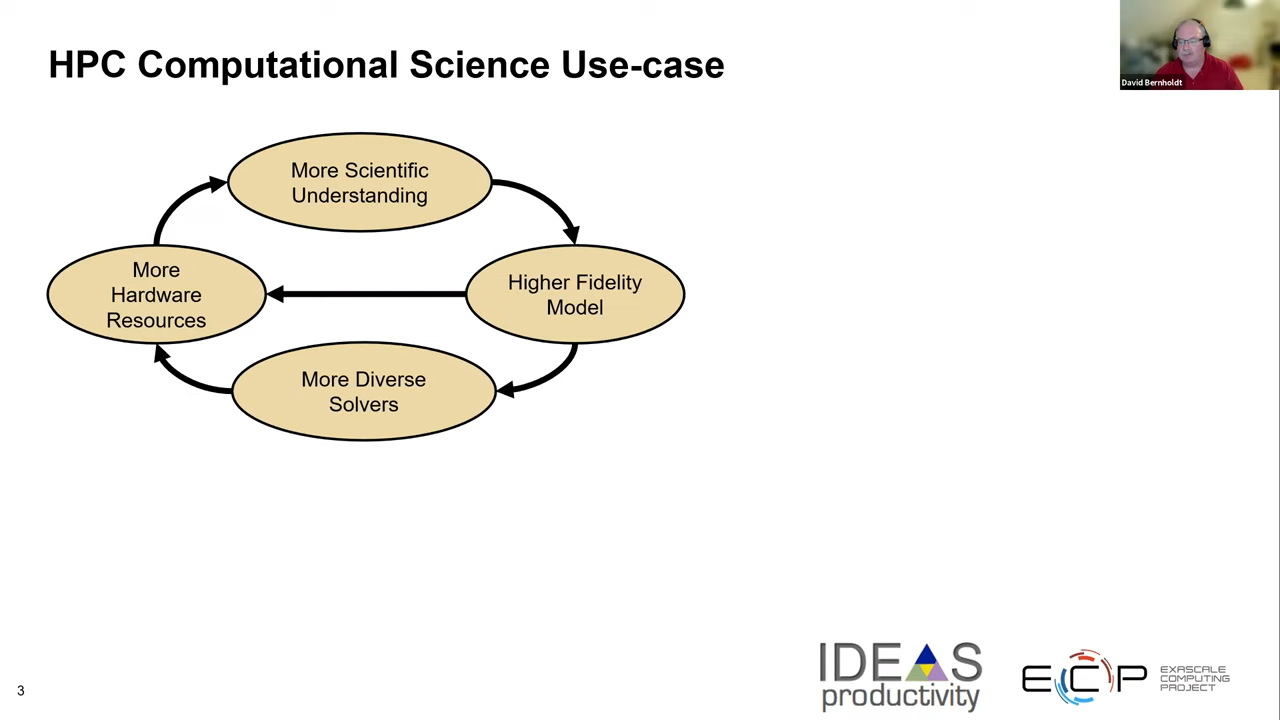 HPC Computational Science Use-case
David Bernholdt
More Scientific
Understanding
More
Hardware
Resources
Higher Fidelity
Model
More Diverse
Solvers
3
IDEAS
productivity
ECP
EXASCALE
COMPUTING
PROJECT